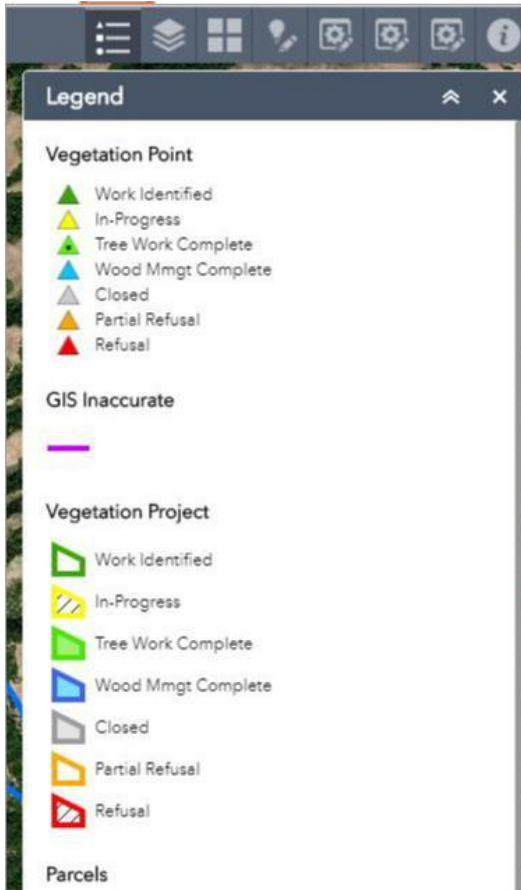 Legend
Vegetation Point
Work Identified
In-Progress
Tree Work Complete
Wood Mmgt Complete
Closed
Partial Refusal
Refusal
GIS Inaccurate
Vegetation Project
Work Identified
In-Progress
Tree Work Complete
Wood Mmgt Complete
Closed
Partial Refusal
Refusal
Parcels